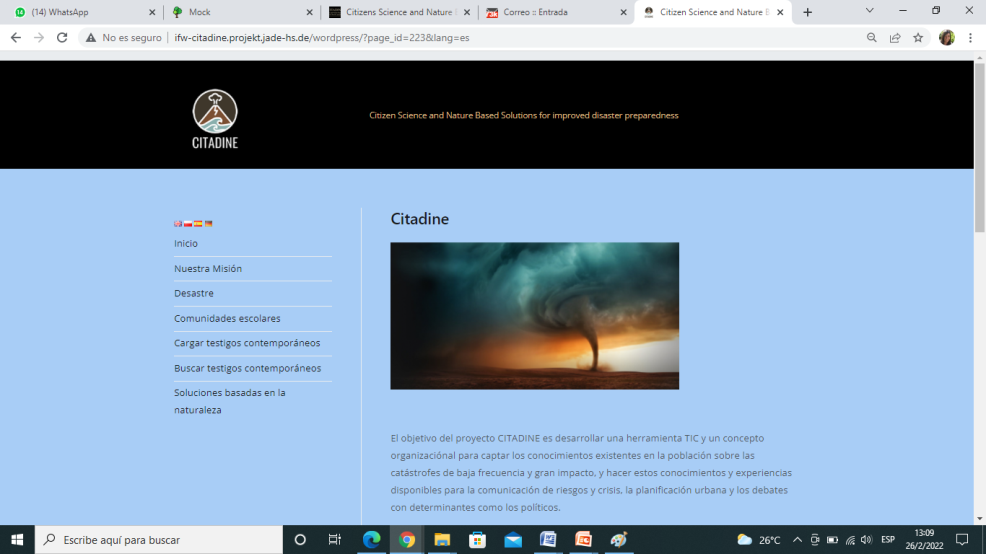 (14) WhatsApp
Mock
Citizens Science and Nature
Correo :: Entrada
Citizen Science and Nature B
No es seguro | ifw-citadine.projekt.jade-hs.de/wordpress/?page_id=223&lang=es
CITADINE
Citizen Science and Nature Based Solutions for improved disaster preparedness
Inicio
Nuestra Misión
Desastre
Comunidades escolares
Cargar testigos contemporáneos
Buscar testigos contemporáneos
Soluciones basadas en la
naturaleza
Citadine
El objetivo del proyecto CITADINE es desarrollar una herramienta TIC y un concepto
organizaciónal para captar los conocimientos existentes en la población sobre las
catástrofes de baja frecuencia y gran impacto, y hacer estos conocimientos y experiencias
disponibles para la comunicación de riesgos y crisis, la planificación urbana y los debates
con determinantes como los políticos.
Escribe aquí para buscar
26°C
ESP
13:09
26/2/2022